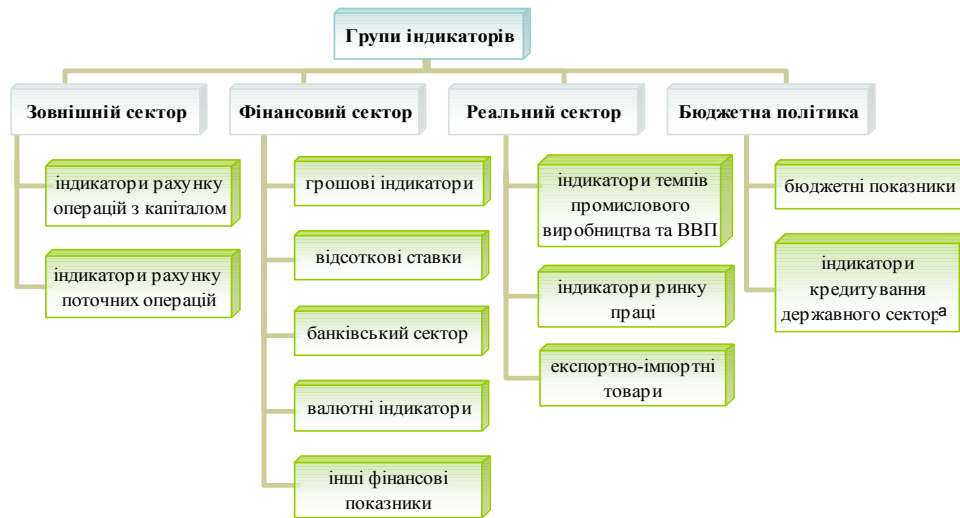 Групи індикаторів
Зовнішній сектор
індикатори рахунку
операцій з капіталом
індикатори рахунку
поточних операцій
Фінансовий сектор
грошові індикатори
відсоткові ставки
банківський сектор
валютні індикатори
інші фінансові
показники
Реальний сектор
індикатори темпів
промислового
виробництва та ВВП
індикатори ринку
праці
експортно-імпортні
товари
Бюджетна політика
бюджетні показники
індикатори
кредитування
державного сектора